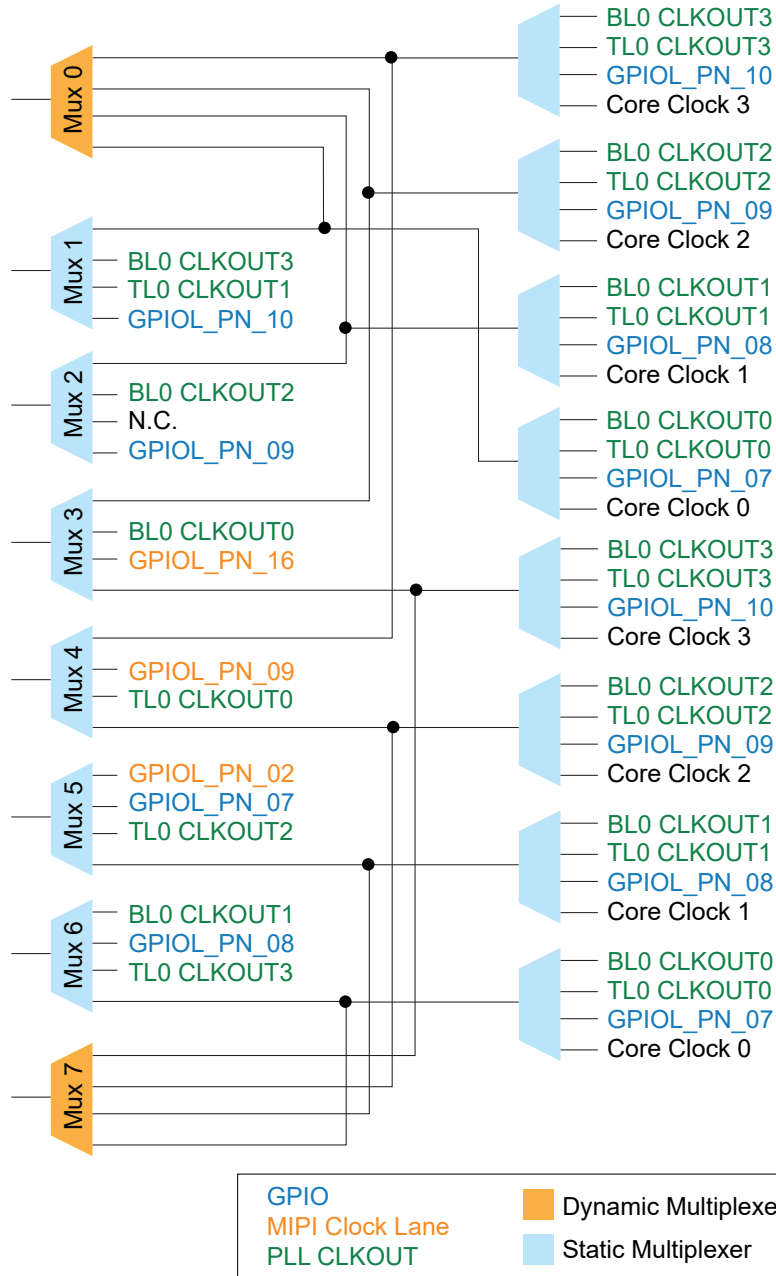 Mux 0
Mux 1
BL0 CLKOUT3
TL0 CLKOUT1
GPIOL_PN_10
Mux 2
BL0 CLKOUT2
N.C.
GPIOL_PN_09
Mux 3
BL0 CLKOUT0
GPIOL_PN_16
Mux 4
GPIOL_PN_09
TL0 CLKOUT0
Mux 5
GPIOL_PN_02
GPIOL_PN_07
TL0 CLKOUT2
Mux 6
BL0 CLKOUT1
GPIOL_PN_08
TL0 CLKOUT3
Mux 7
BL0 CLKOUT3
TL0 CLKOUT3
GPIOL_PN_10
Core Clock 3
BL0 CLKOUT2
TL0 CLKOUT2
GPIOL_PN_09
Core Clock 2
BL0 CLKOUT1
TL0 CLKOUT1
GPIOL_PN_08
Core Clock 1
BL0 CLKOUT0
TL0 CLKOUT0
GPIOL_PN_07
Core Clock 0
BL0 CLKOUT3
TL0 CLKOUT3
GPIOL_PN_10
Core Clock 3
BL0 CLKOUT2
TL0 CLKOUT2
GPIOL_PN_09
Core Clock 2
BL0 CLKOUT1
TL0 CLKOUT1
GPIOL_PN_08
Core Clock 1
BL0 CLKOUT0
TL0 CLKOUT0
GPIOL_PN_07
Core Clock 0
GPIO
MIPI Clock Lane
PLL CLKOUT
Dynamic Multiplexe
Static Multiplexer